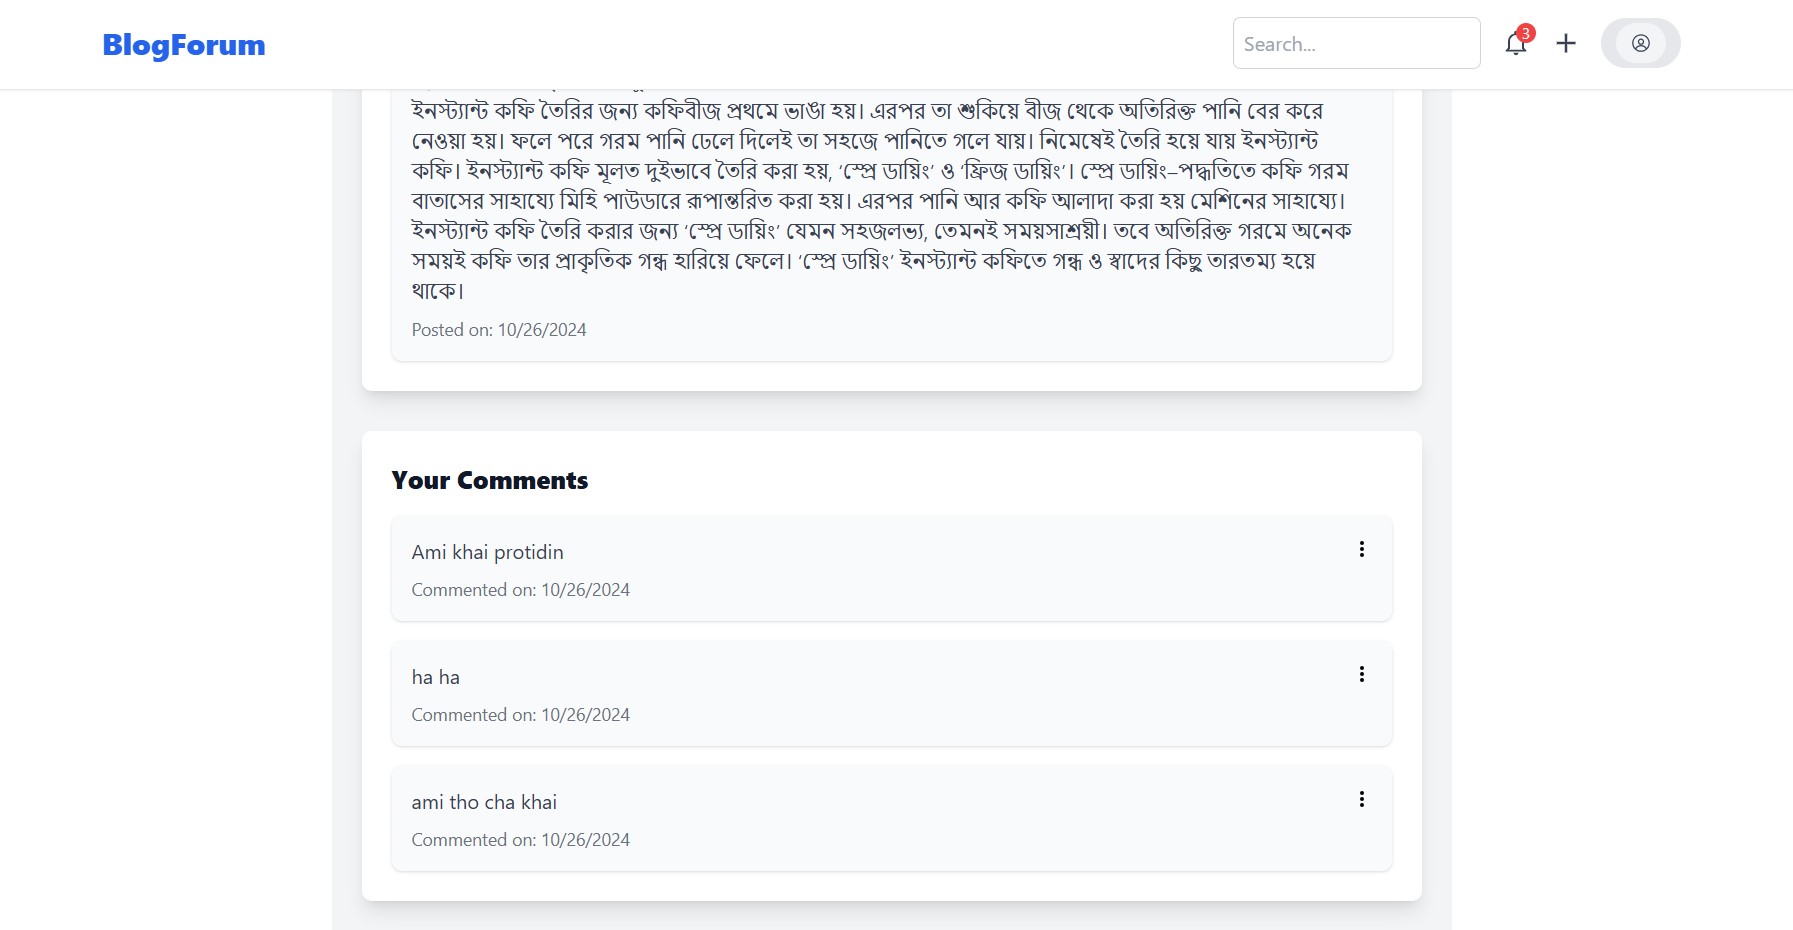 BlogForum
Search...
3
ইনস্ট্যান্ট কফি তৈরির জন্য কফিবীজ প্রথমে ভাঙা হয়। এরপর তা শুকিয়ে বীজ থেকে অতিরিক্ত পানি বের করে
নেওয়া হয়। ফলে পরে গরম পানি ঢেলে দিলেই তা সহজে পানিতে গলে যায়। নিমেষেই তৈরি হয়ে যায় ইনস্ট্যান্ট
কফি। ইনস্ট্যান্ট কফি মূলত দুইভাবে তৈরি করা হয়, ‘স্প্রে ডায়িং’ ও ‘ফ্রিজ ডায়িং’। স্প্রে ডায়িং–পদ্ধতিতে কফি গরম
বাতাসের সাহায্যে মিহি পাউডারে রূপান্তরিত করা হয়। এরপর পানি আর কফি আলাদা করা হয় মেশিনের সাহায্যে।
ইনস্ট্যান্ট কফি তৈরি করার জন্য ‘স্প্রে ডায়িং’ যেমন সহজলভ্য, তেমনই সময়সাশ্রয়ী। তবে অতিরিক্ত গরমে অনেক
সময়ই কফি তার প্রাকৃতিক গন্ধ হারিয়ে ফেলে। ‘স্প্রে ডায়িং’ ইনস্ট্যান্ট কফিতে গন্ধ ও স্বাদের কিছু তারতম্য হয়ে
থাকে।
Posted on: 10/26/2024
Your Comments
Ami khai protidin
Commented on: 10/26/2024
ha ha
Commented on: 10/26/2024
ami tho cha khai
Commented on: 10/26/2024